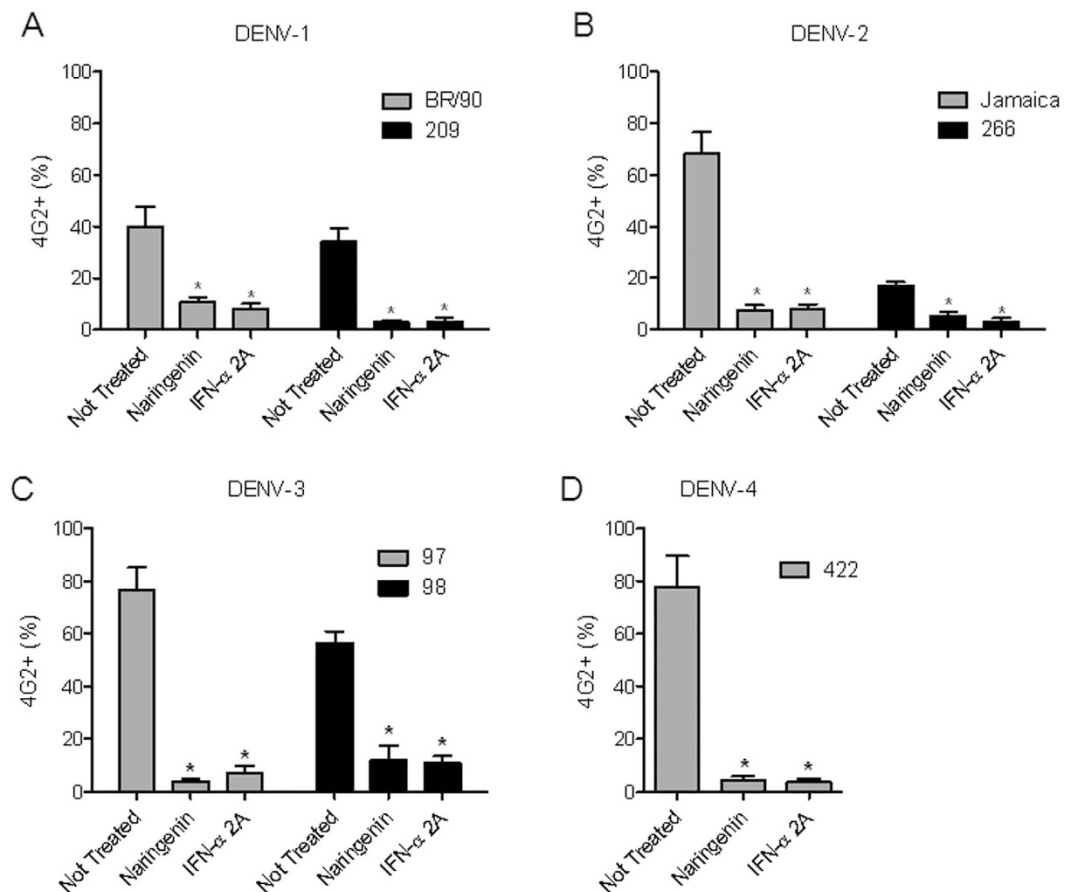 A
DENV-1
4G2+ (%)
100
80
60
40
20
0
BR/90
209
*
*
*
*
Not Treated
Naringenin
IFN-α 2A
Not Treated
Naringenin
IFN-α 2A
B
DENV-2
4G2+ (%)
100
80
60
40
20
0
Jamaica
266
*
*
*
*
Not Treated
Naringenin
IFN-α 2A
Not Treated
Naringenin
IFN-α 2A
C
DENV-3
4G2+ (%)
100
80
60
40
20
0
97
98
*
*
*
*
Not Treated
Naringenin
IFN-α 2A
Not Treated
Naringenin
IFN-α 2A
D
DENV-4
4G2+ (%)
100
80
60
40
20
0
422
*
*
Not Treated
Naringenin
IFN-α 2A